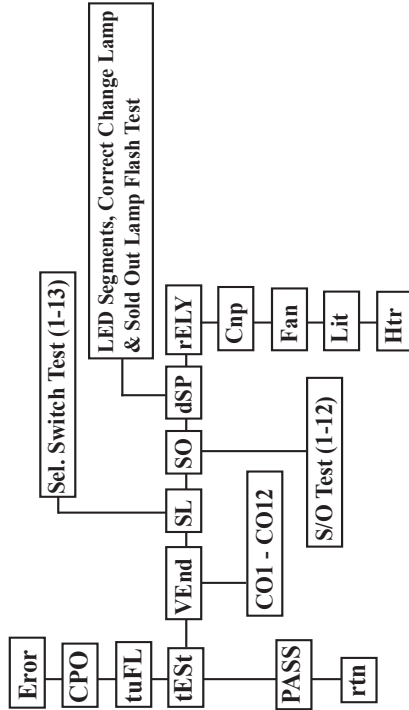 Eror
CPO
tuFL
tESt
PASS
rtn
VEnd
CO1 - CO12
SL
Sel. Switch Test (1-13)
SO
S/O Test (1-12)
dSP
LED Segments, Correct Change Lamp
& Sold Out Lamp Flash Test
rELY
Cnp
Fan
Lit
Htr